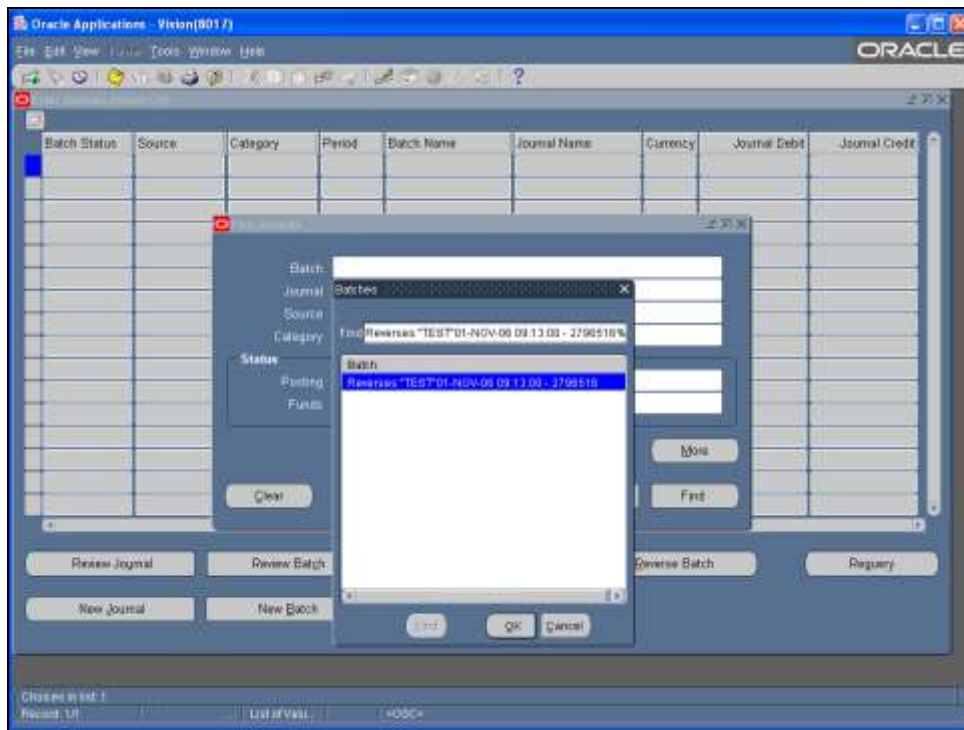 Oracle Applications - Vision(8017)
File Edit View Tools Window Help
ORACLE
?
Batch Status Source Category Period Batch Name Journal Name Currency Journal Debit Journal Credit
Batch
Journal
Source
Category
Status
Posting
Funds
More
Clear
Find
Batches
Find Reverses "TEST"01-NOV-06 09:13:00 - 2796516%
Batch
Reverses "TEST"01-NOV-06 09:13:00 - 2796516
Find OK Cancel
Review Journal Review Batch Reverse Batch Requery
New Journal New Batch
Choices in list: 1
Record: 1/1 ... List of Valu... <OSC>